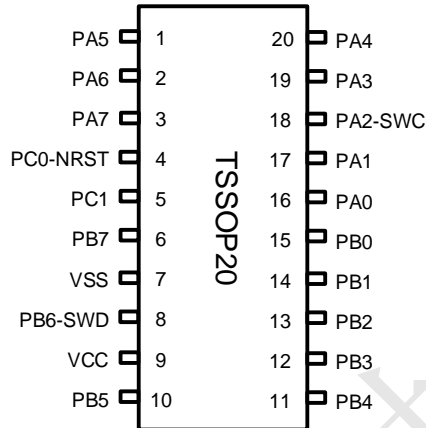 PA5 1 20 PA4
PA6 2 19 PA3
PA7 3 18 PA2-SWC
PC0-NRST 4 17 PA1
PC1 5 16 PA0
PB7 6 15 PB0
VSS 7 14 PB1
PB6-SWD 8 13 PB2
VCC 9 12 PB3
PB5 10 11 PB4
TSSOP20